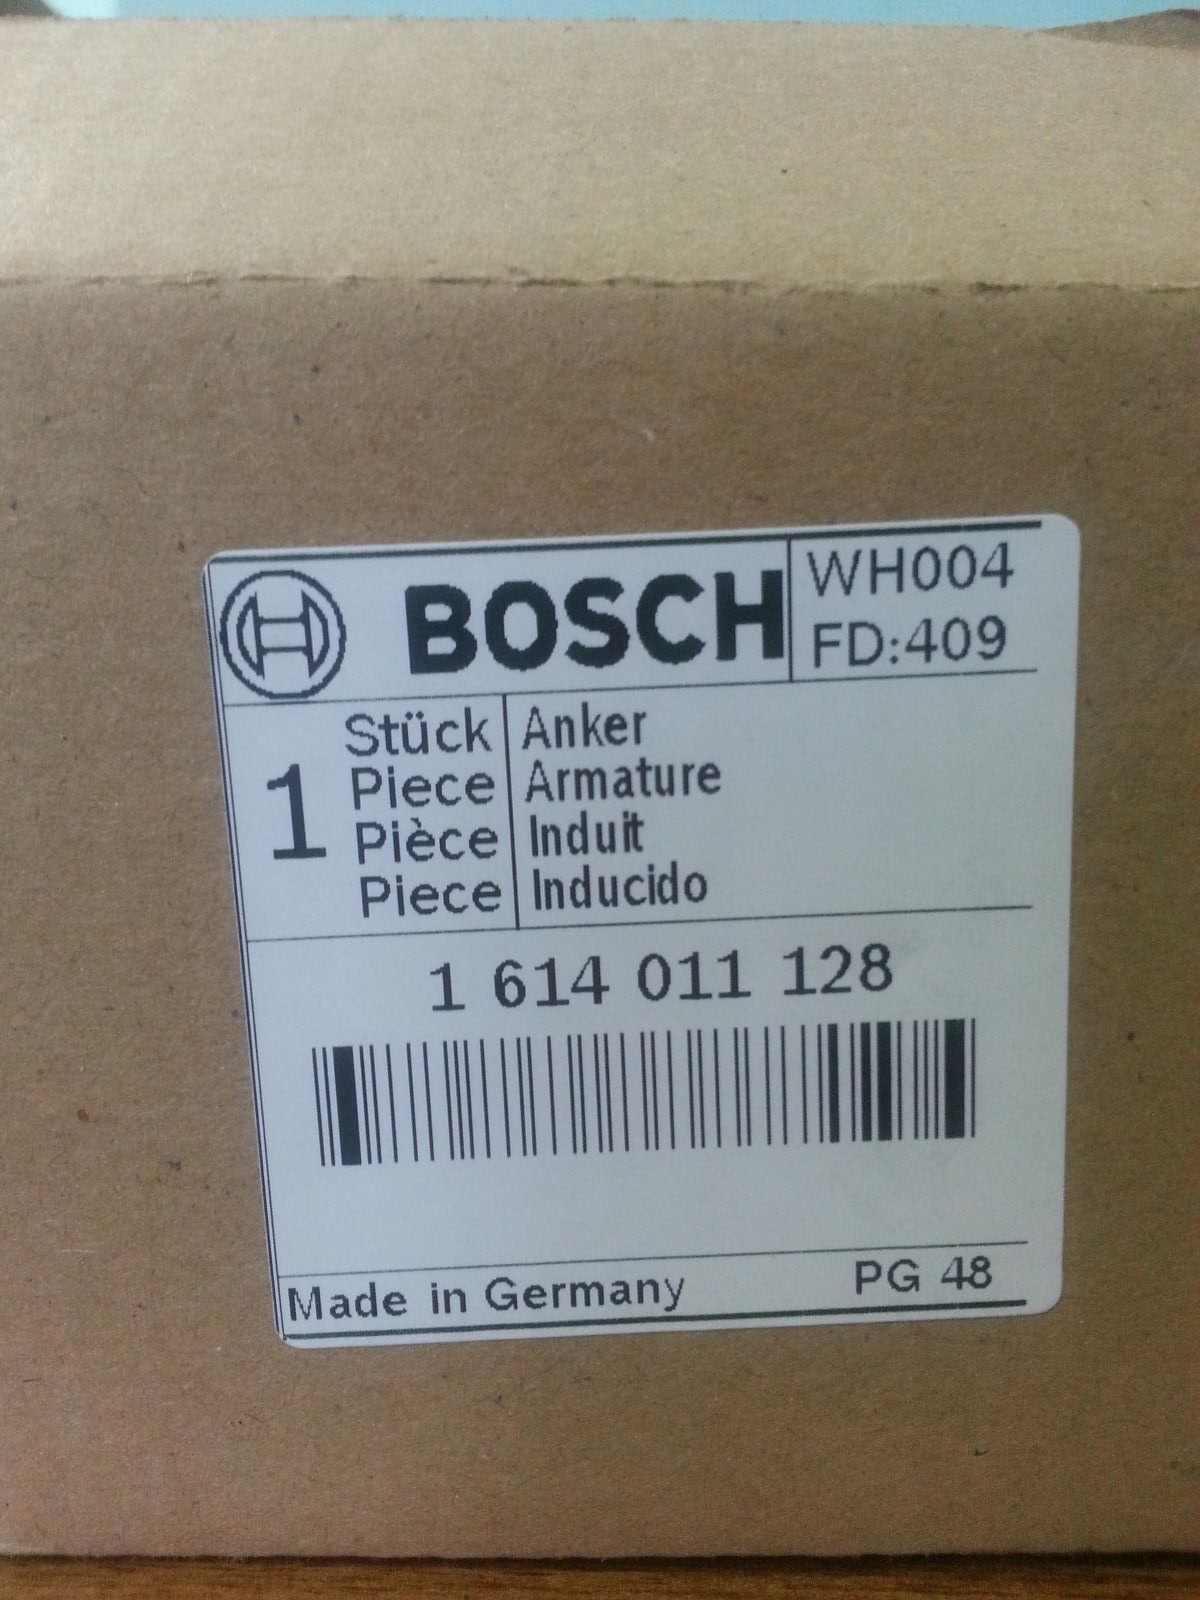 BOSCH
WH004
FD:409
1
Stück
Piece
Pièce
Piece
Anker
Armature
Induit
Inducido
1 614 011 128
Made in Germany
PG 48